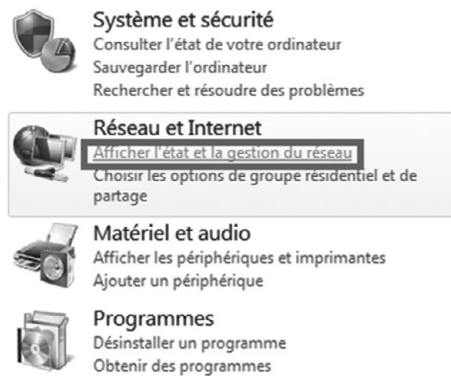 Système et sécurité
Consulter l'état de votre ordinateur
Sauvegarder l'ordinateur
Rechercher et résoudre des problèmes
Réseau et Internet
Afficher l'état et la gestion du réseau
Choisir les options de groupe résidentiel et de
partage
Matériel et audio
Afficher les périphériques et imprimantes
Ajouter un périphérique
Programmes
Désinstaller un programme
Obtenir des programmes